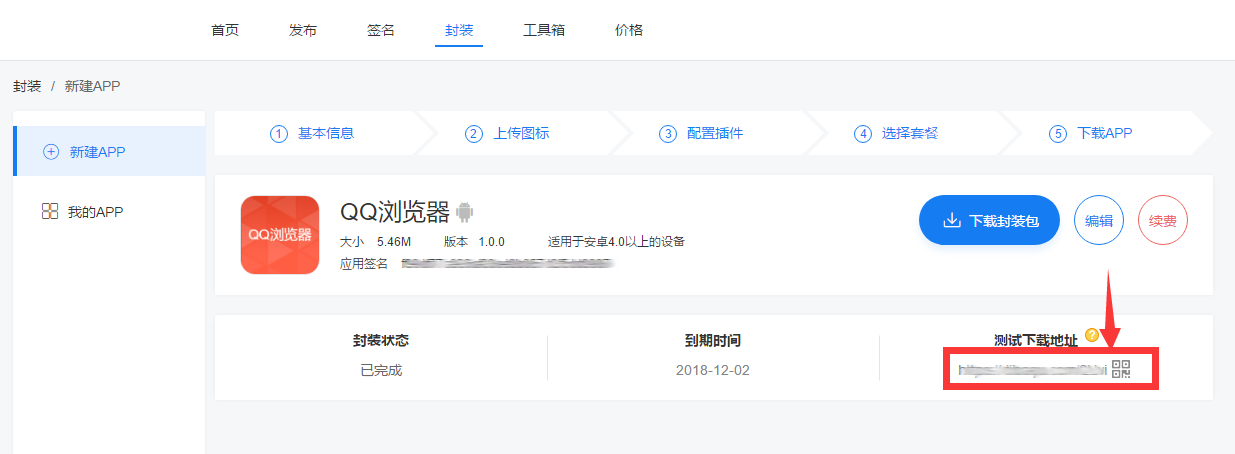 首页 发布 签名 封装 工具箱 价格
封装 / 新建APP
新建APP
我的APP
1 基本信息 2 上传图标 3 配置插件 4 选择套餐 5 下载APP
QQ浏览器
QQ浏览器
大小 5.46M 版本 1.0.0 适用于安卓4.0以上的设备
应用签名
下载封装包 编辑 续费
封装状态
已完成
到期时间
2018-12-02
测试下载地址 ?